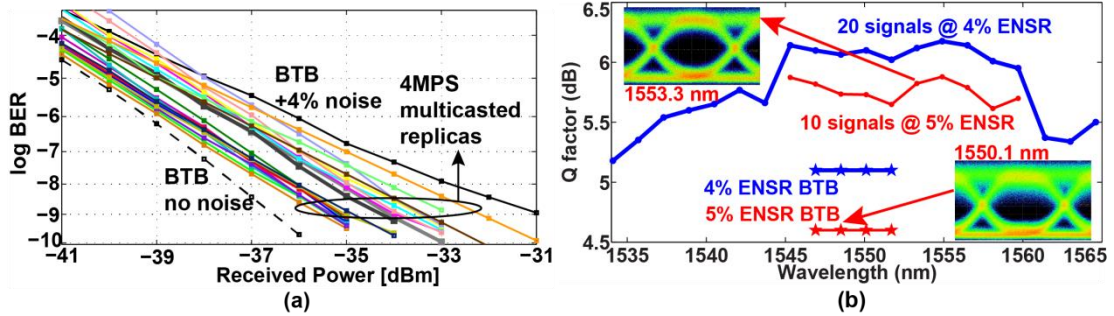 (a)
log BER
−4
−5
−6
−7
−8
−9
−10
BTB
+4% noise
4MPS
multicasted
replicas
BTB
no noise
−41 −39 −37 −35 −33 −31
Received Power [dBm]
(a)
(b)
Q factor (dB)
6.5
6
5.5
5
4.5
20 signals @ 4% ENSR
1553.3 nm
10 signals @ 5% ENSR
1550.1 nm
4% ENSR BTB
5% ENSR BTB
1535 1540 1545 1550 1555 1560 1565
Wavelength (nm)
(b)